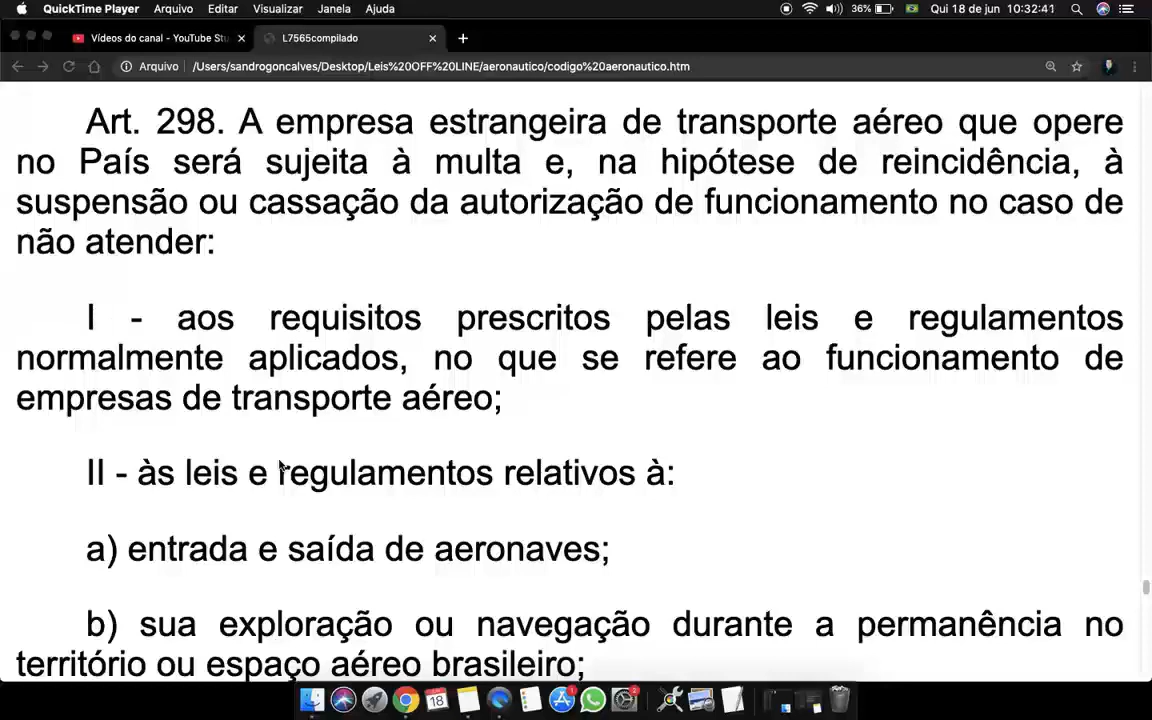 QuickTime Player Arquivo Editar Visualizar Janela Ajuda 36% Qui 18 de jun 10:32:41
Vídeos do canal - YouTube Stu L7565compilado
Arquivo /Users/sandrogoncalves/Desktop/Leis%20OFF%20LINE/aeronautico/codigo%20aeronautico.htm
Art. 298. A empresa estrangeira de transporte aéreo que opere
no País será sujeita à multa e, na hipótese de reincidência, à
suspensão ou cassação da autorização de funcionamento no caso de
não atender:
I - aos requisitos prescritos pelas leis e regulamentos
normalmente aplicados, no que se refere ao funcionamento de
empresas de transporte aéreo;
II - às leis e regulamentos relativos à:
a) entrada e saída de aeronaves;
b) sua exploração ou navegação durante a permanência no
território ou espaço aéreo brasileiro;
18